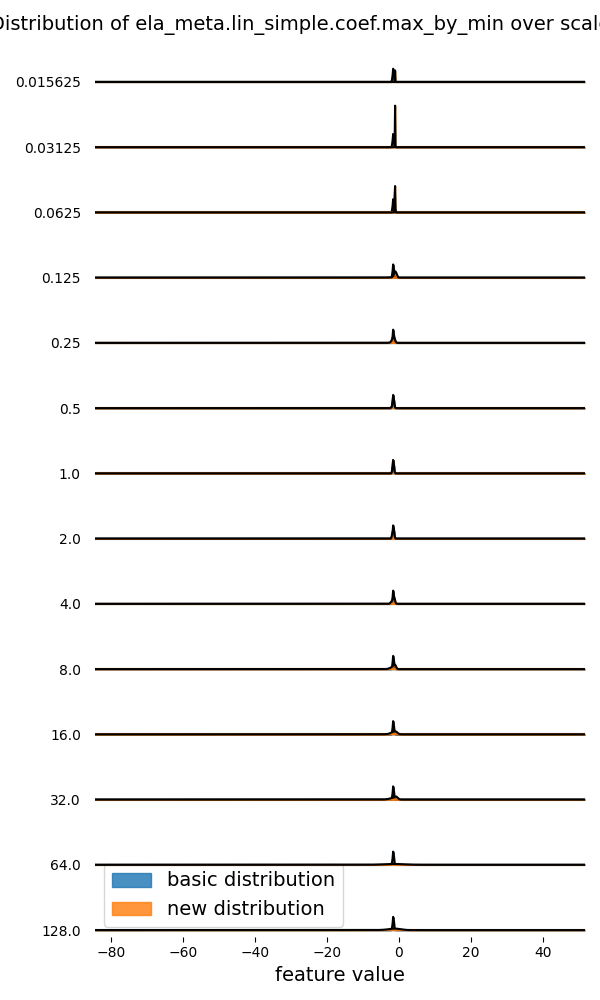 Distribution of ela_meta.lin_simple.coef.max_by_min over scale
0.015625
0.03125
0.0625
0.125
0.25
0.5
1.0
2.0
4.0
8.0
16.0
32.0
64.0
basic distribution
new distribution
128.0
−80 −60 −40 −20 0 20 40
feature value